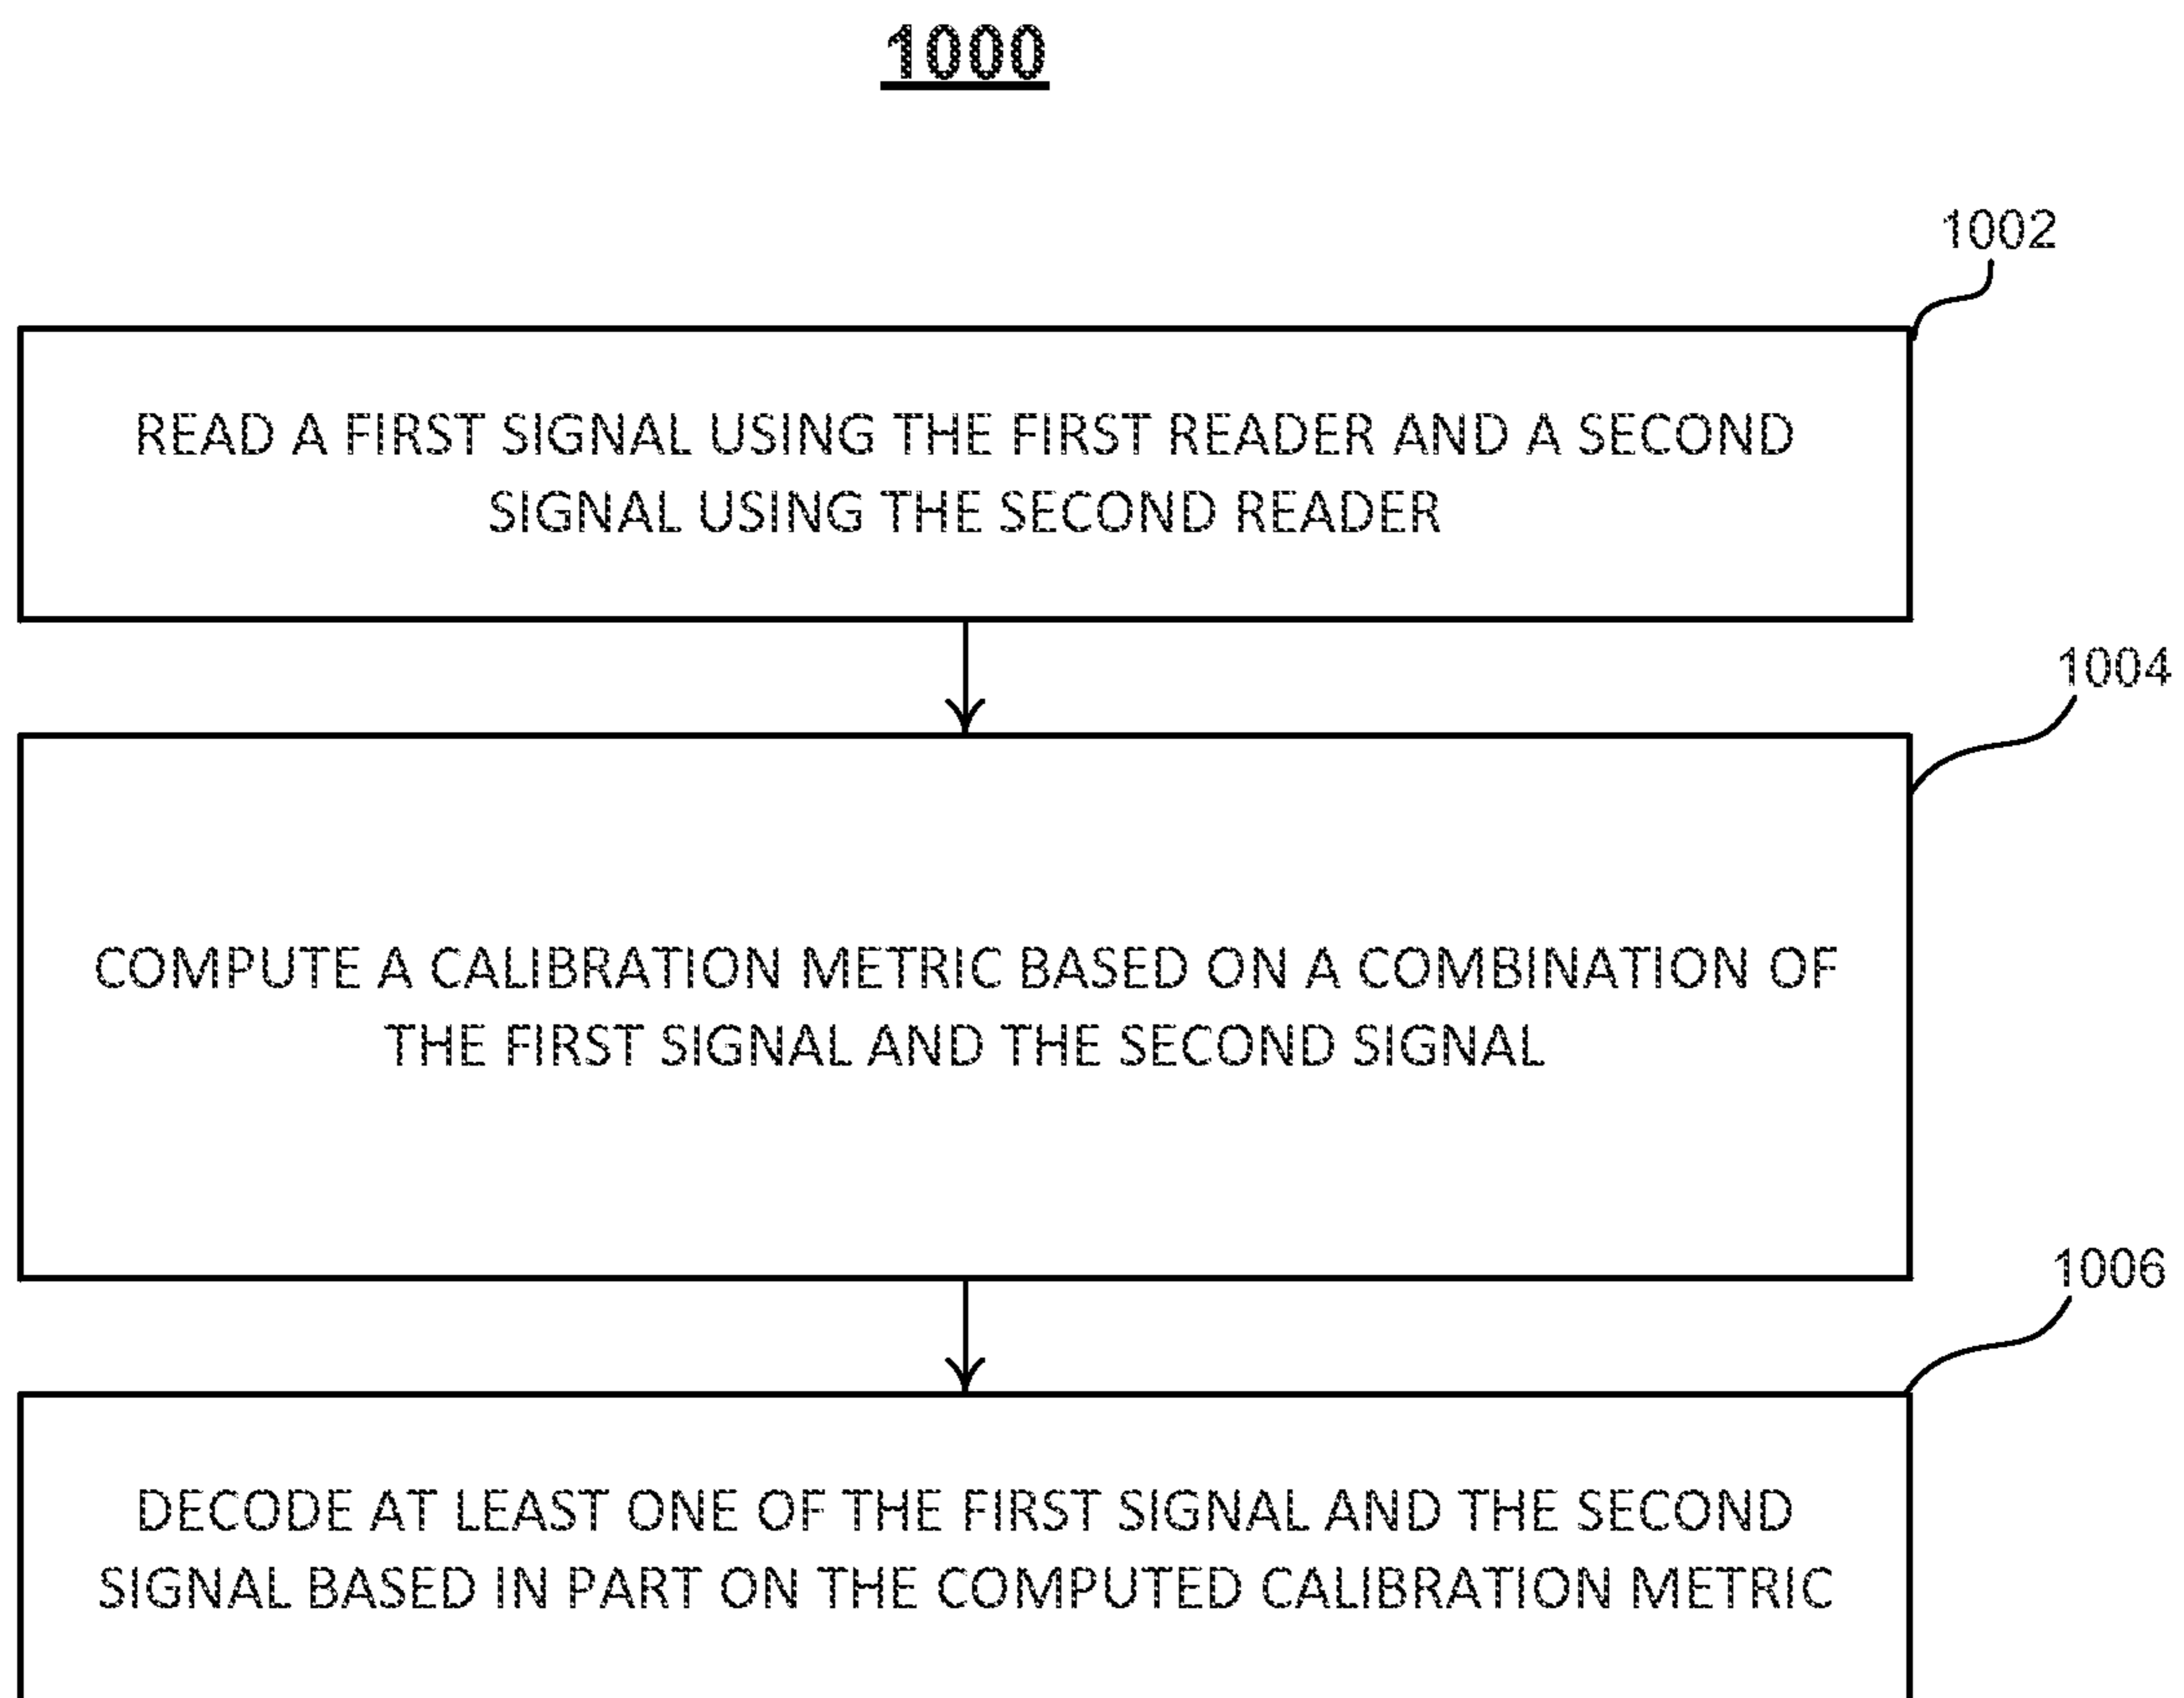 1000
1002
READ A FIRST SIGNAL USING THE FIRST READER AND A SECOND
SIGNAL USING THE SECOND READER
1004
COMPUTE A CALIBRATION METRIC BASED ON A COMBINATION OF
THE FIRST SIGNAL AND THE SECOND SIGNAL
1006
DECODE AT LEAST ONE OF THE FIRST SIGNAL AND THE SECOND
SIGNAL BASED IN PART ON THE COMPUTED CALIBRATION METRIC